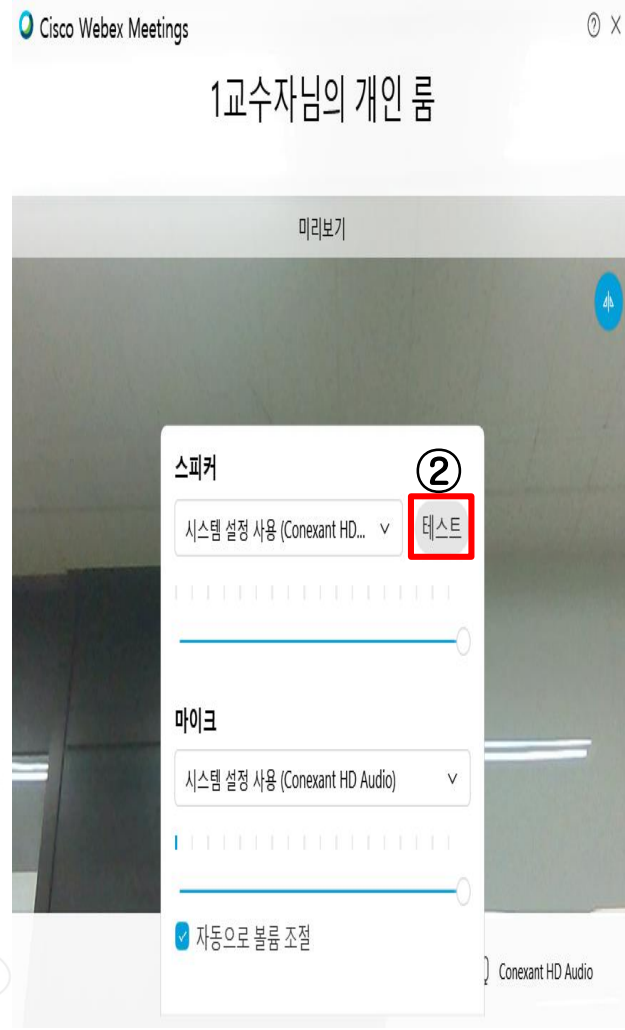 Cisco Webex Meetings
1교수자님의 개인 룸
미리보기
스피커
②
시스템 설정 사용 (Conexant HD...
테스트
마이크
시스템 설정 사용 (Conexant HD Audio)
자동으로 볼륨 조절
Conexant HD Audio